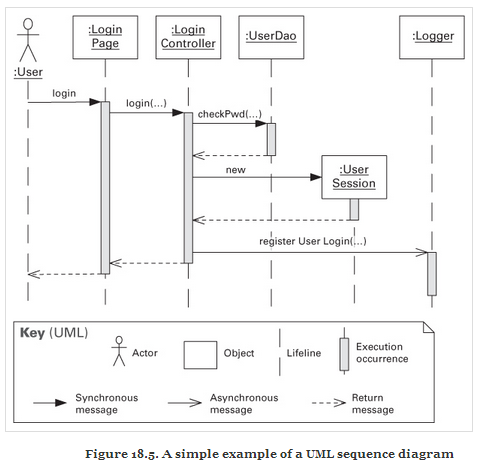 :Login
Page
:Login
Controller
:UserDao
:Logger
:User
login
login(...)
checkPwd(...)
new
:User
Session
register User Login(...)
Key (UML)
Actor
Object
Lifeline
Execution
occurrence
Synchronous
message
Asynchronous
message
Return
message
Figure 18.5. A simple example of a UML sequence diagram